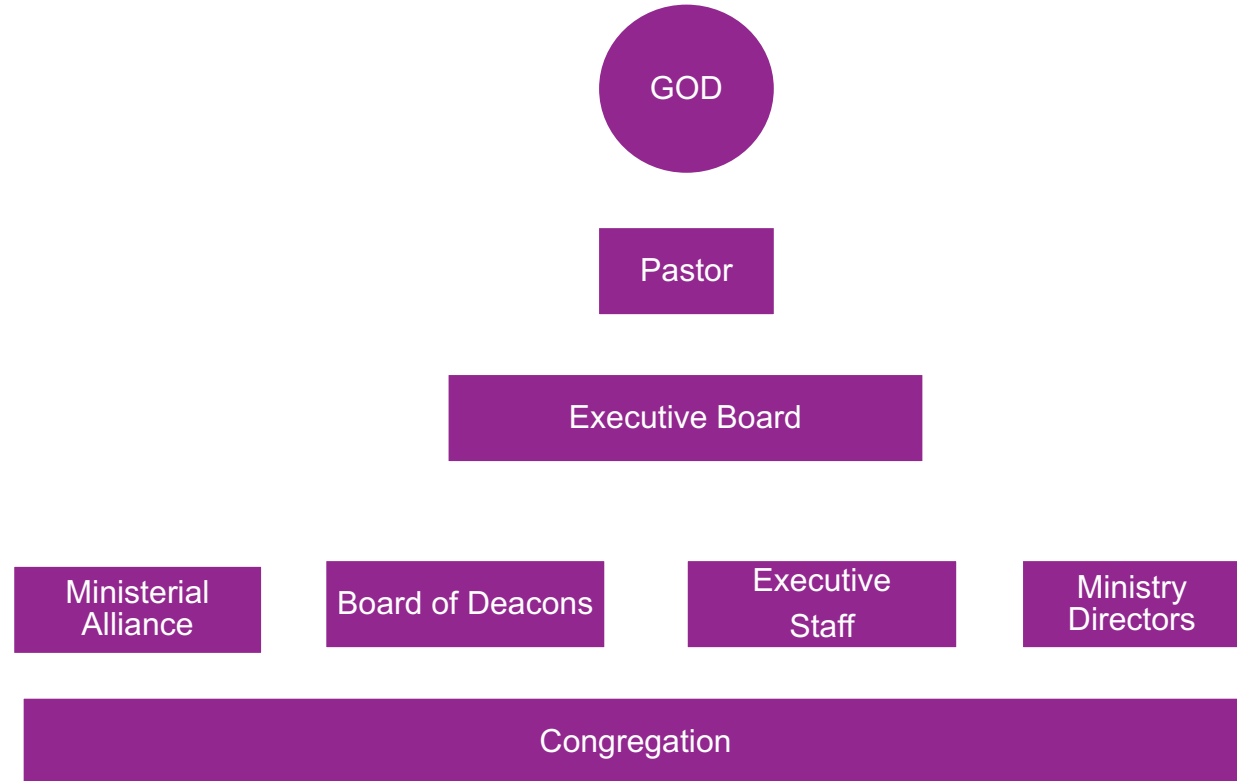 GOD
Pastor
Executive Board
Ministerial
Alliance
Board of Deacons
Executive
Staff
Ministry
Directors
Congregation